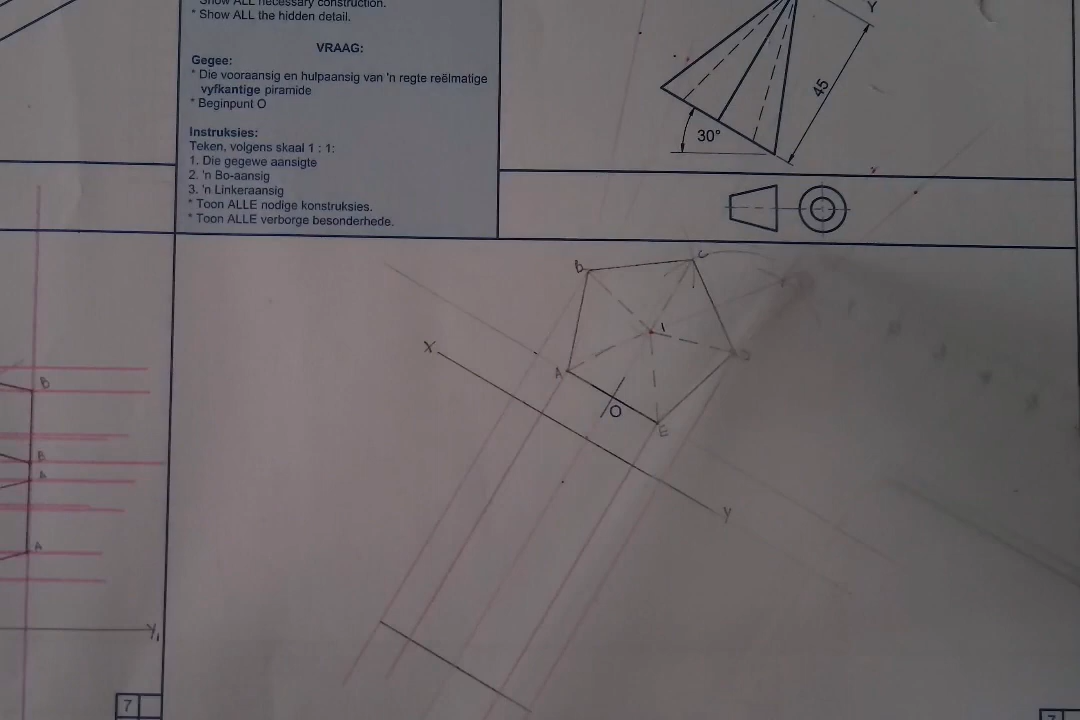 * Show ALL necessary construction.
* Show ALL the hidden detail.
VRAAG:
Gegee:
* Die vooraansig en hulpaansig van 'n regte reëlmatige
vyfkantige piramide
* Beginpunt O
Instruksies:
Teken, volgens skaal 1 : 1:
1. Die gegewe aansigte
2. 'n Bo-aansig
3. 'n Linkeraansig
* Toon ALLE nodige konstruksies.
* Toon ALLE verborge besonderhede.
Y
45
30°
B
C
1
X
A
D
O
E
Y
B
B
A
A
Y₁
7
7